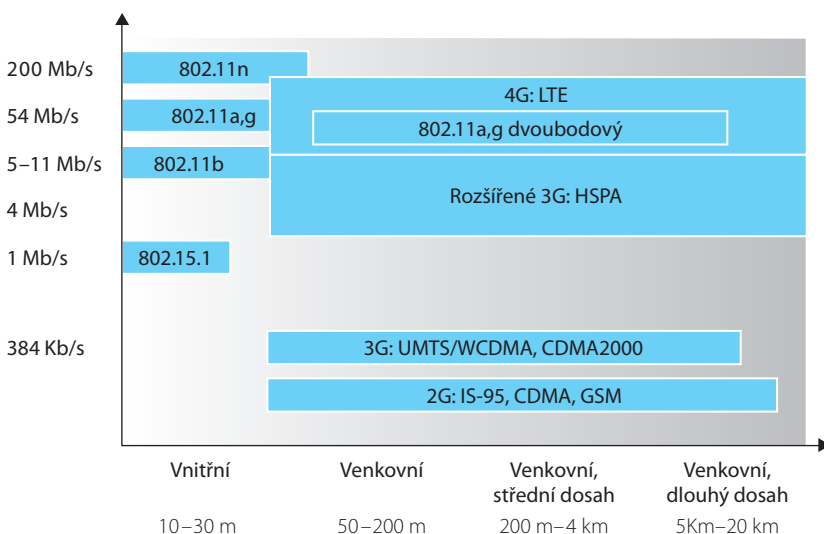 200 Mb/s
802.11n
4G: LTE
54 Mb/s
802.11a,g
802.11a,g dvoubodový
5–11 Mb/s
802.11b
Rozšířené 3G: HSPA
4 Mb/s
1 Mb/s
802.15.1
384 Kb/s
3G: UMTS/WCDMA, CDMA2000
2G: IS-95, CDMA, GSM
Vnitřní
10–30 m
Venkovní
50–200 m
Venkovní,
střední dosah
200 m–4 km
Venkovní,
dlouhý dosah
5Km–20 km